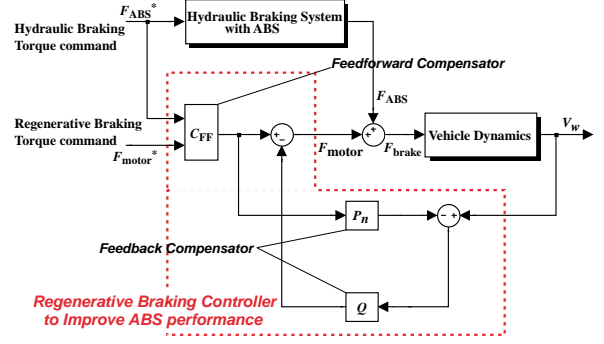 F_ABS*
Hydraulic Braking System
with ABS
Hydraulic Braking
Torque command
Feedforward Compensator
F_ABS
Regenerative Braking
Torque command
C_FF
+ -
+ +
Vehicle Dynamics
V_w
F_motor
F_brake
F_motor*
P_n
- +
Feedback Compensator
Q
Regenerative Braking Controller
to Improve ABS performance